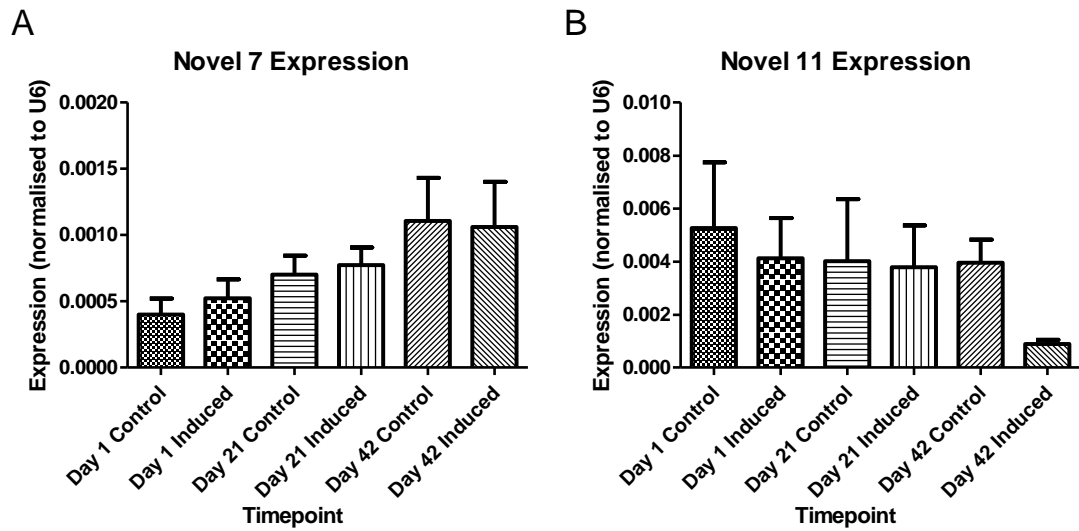 A
Novel 7 Expression
Expression (normalised to U6)
0.0020
0.0015
0.0010
0.0005
0.0000
Day 1 Control
Day 1 Induced
Day 21 Control
Day 21 Induced
Day 42 Control
Day 42 Induced
Timepoint
B
Novel 11 Expression
Expression (normalised to U6)
0.010
0.008
0.006
0.004
0.002
0.000
Day 1 Control
Day 1 Induced
Day 21 Control
Day 21 Induced
Day 42 Control
Day 42 Induced
Timepoint